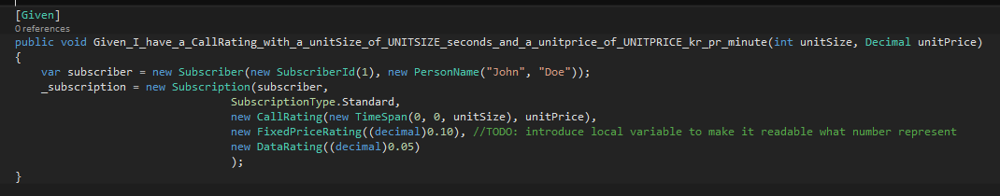 [Given]
0 references
public void Given_I_have_a_CallRating_with_a_unitSize_of_UNITSIZE_seconds_and_a_unitprice_of_UNITPRICE_kr_pr_minute(int unitSize, Decimal unitPrice)
{
var subscriber = new Subscriber(new SubscriberId(1), new PersonName("John", "Doe"));
_subscription = new Subscription(subscriber,
SubscriptionType.Standard,
new CallRating(new TimeSpan(0, 0, unitSize), unitPrice),
new FixedPriceRating((decimal)0.10), //TODO: introduce local variable to make it readable what number represent
new DataRating((decimal)0.05)
);
}